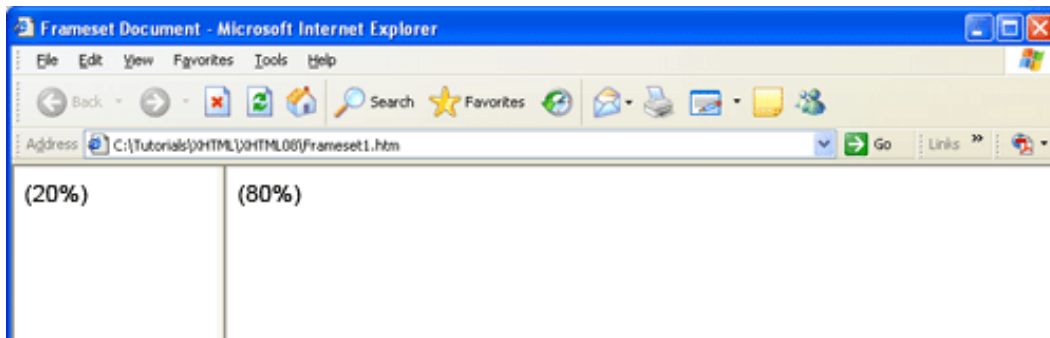 Frameset Document - Microsoft Internet Explorer
File Edit View Favorites Tools Help
Back Search Favorites
Address C:\Tutorials\XHTML\XHTML08\Frameset1.htm Go Links »
(20%) (80%)